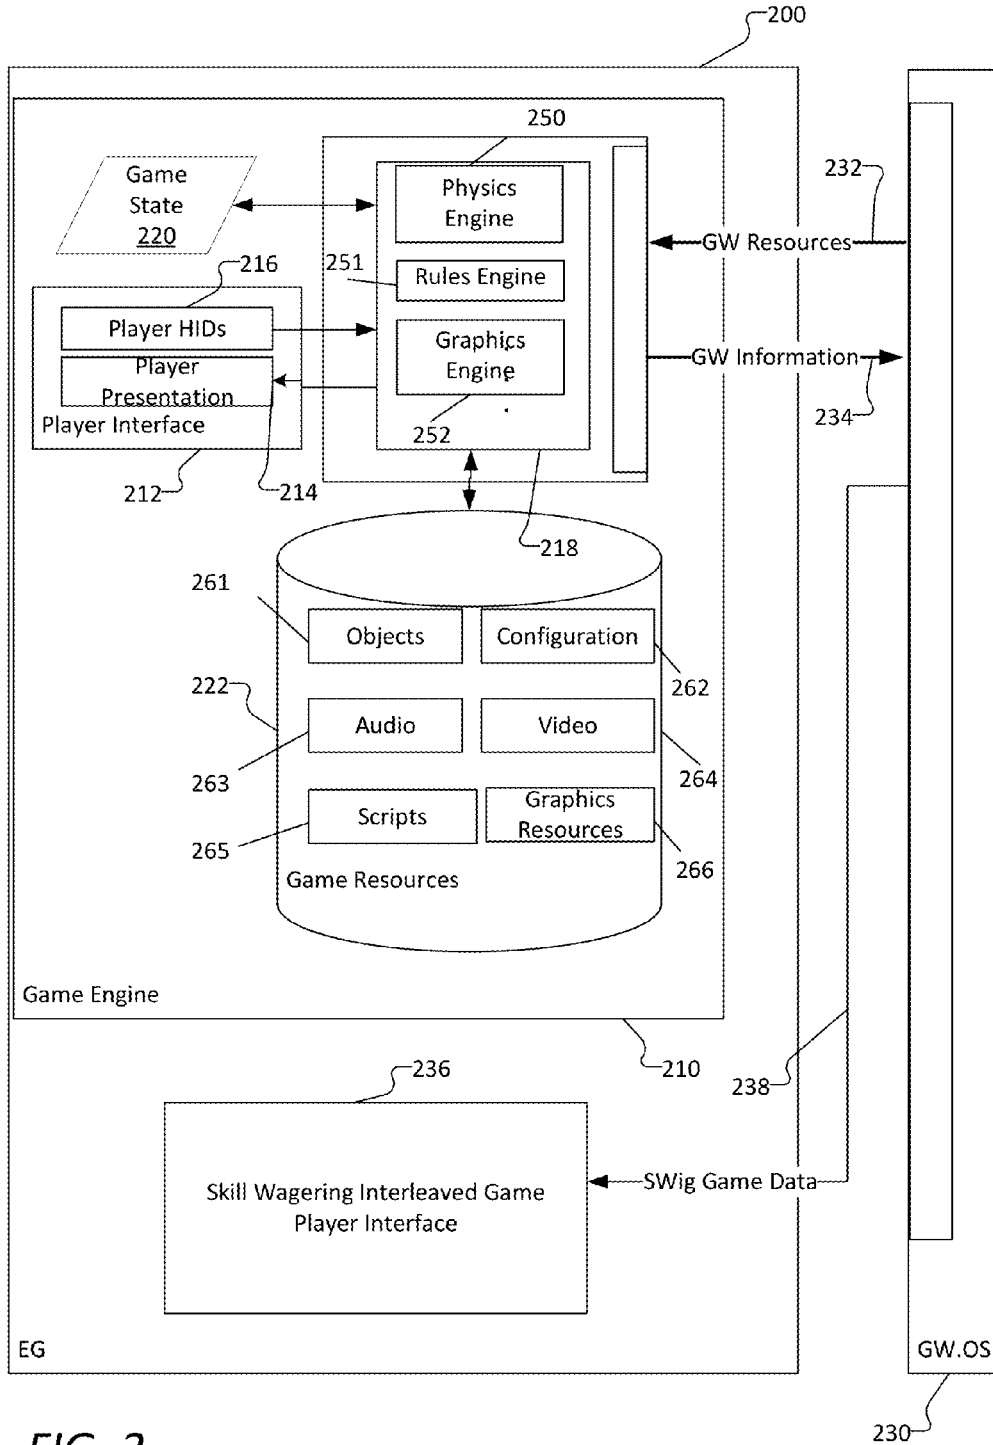 200
250
Game
State
220
Physics
Engine
232
GW Resources
216
251
Rules Engine
Player HIDs
Graphics
Engine
GW Information
Player
Presentation
Player Interface
252
234
212
214
218
261
Objects
Configuration
222
262
Audio
Video
263
264
Scripts
Graphics
Resources
265
266
Game Resources
Game Engine
210
236
238
SWig Game Data
Skill Wagering Interleaved Game
Player Interface
EG
GW.OS
230
FIG. 2